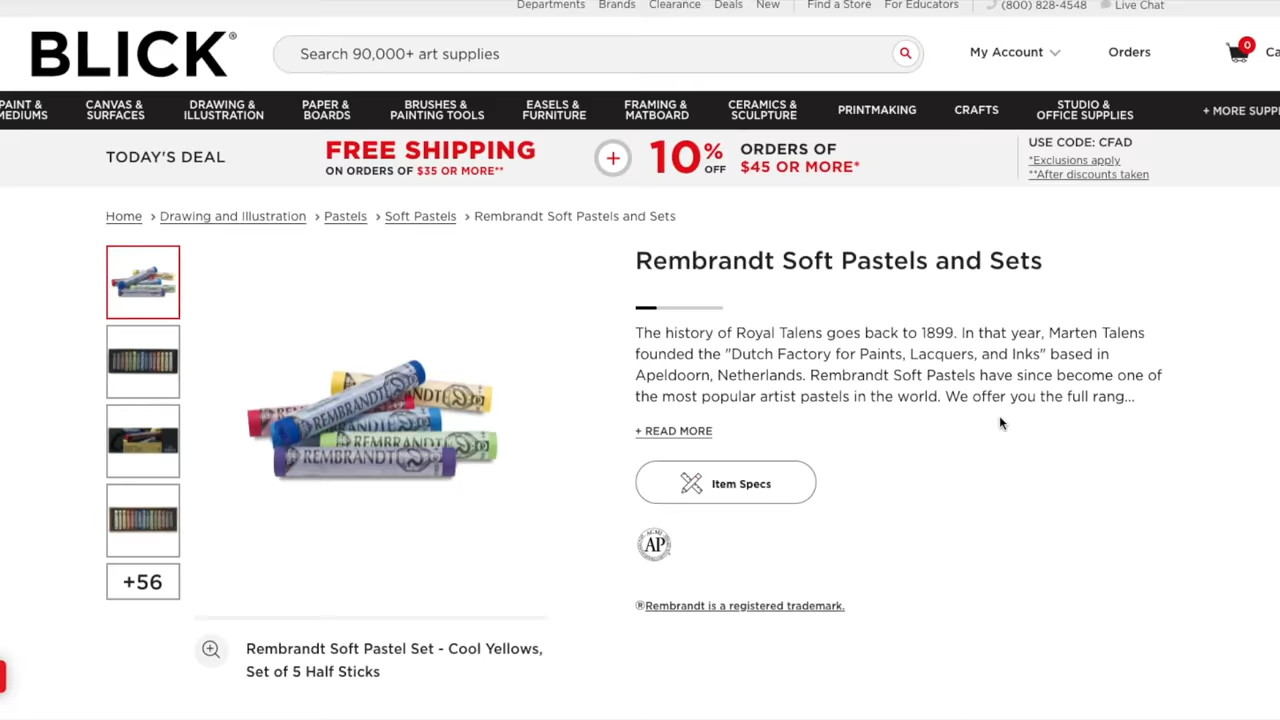 Departments Brands Clearance Deals New Find a Store For Educators (800) 828-4548 Live Chat
BLICK®
Search 90,000+ art supplies
My Account
Orders
0
Ca
PAINT &
MEDIUMS
CANVAS &
SURFACES
DRAWING &
ILLUSTRATION
PAPER &
BOARDS
BRUSHES &
PAINTING TOOLS
EASELS &
FURNITURE
FRAMING &
MATBOARD
CERAMICS &
SCULPTURE
PRINTMAKING
CRAFTS
STUDIO &
OFFICE SUPPLIES
+ MORE SUPP
TODAY'S DEAL
FREE SHIPPING
ON ORDERS OF $35 OR MORE**
+
10% OFF
ORDERS OF
$45 OR MORE*
USE CODE: CFAD
*Exclusions apply
**After discounts taken
Home > Drawing and Illustration > Pastels > Soft Pastels > Rembrandt Soft Pastels and Sets
Rembrandt Soft Pastels and Sets
The history of Royal Talens goes back to 1899. In that year, Marten Talens
founded the "Dutch Factory for Paints, Lacquers, and Inks" based in
Apeldoorn, Netherlands. Rembrandt Soft Pastels have since become one of
the most popular artist pastels in the world. We offer you the full rang...
+ READ MORE
Item Specs
AP
®Rembrandt is a registered trademark.
NDT
REMBRANDT
REMBRANDT
REMBRANDT
REMBRANDT
+56
Rembrandt Soft Pastel Set - Cool Yellows,
Set of 5 Half Sticks